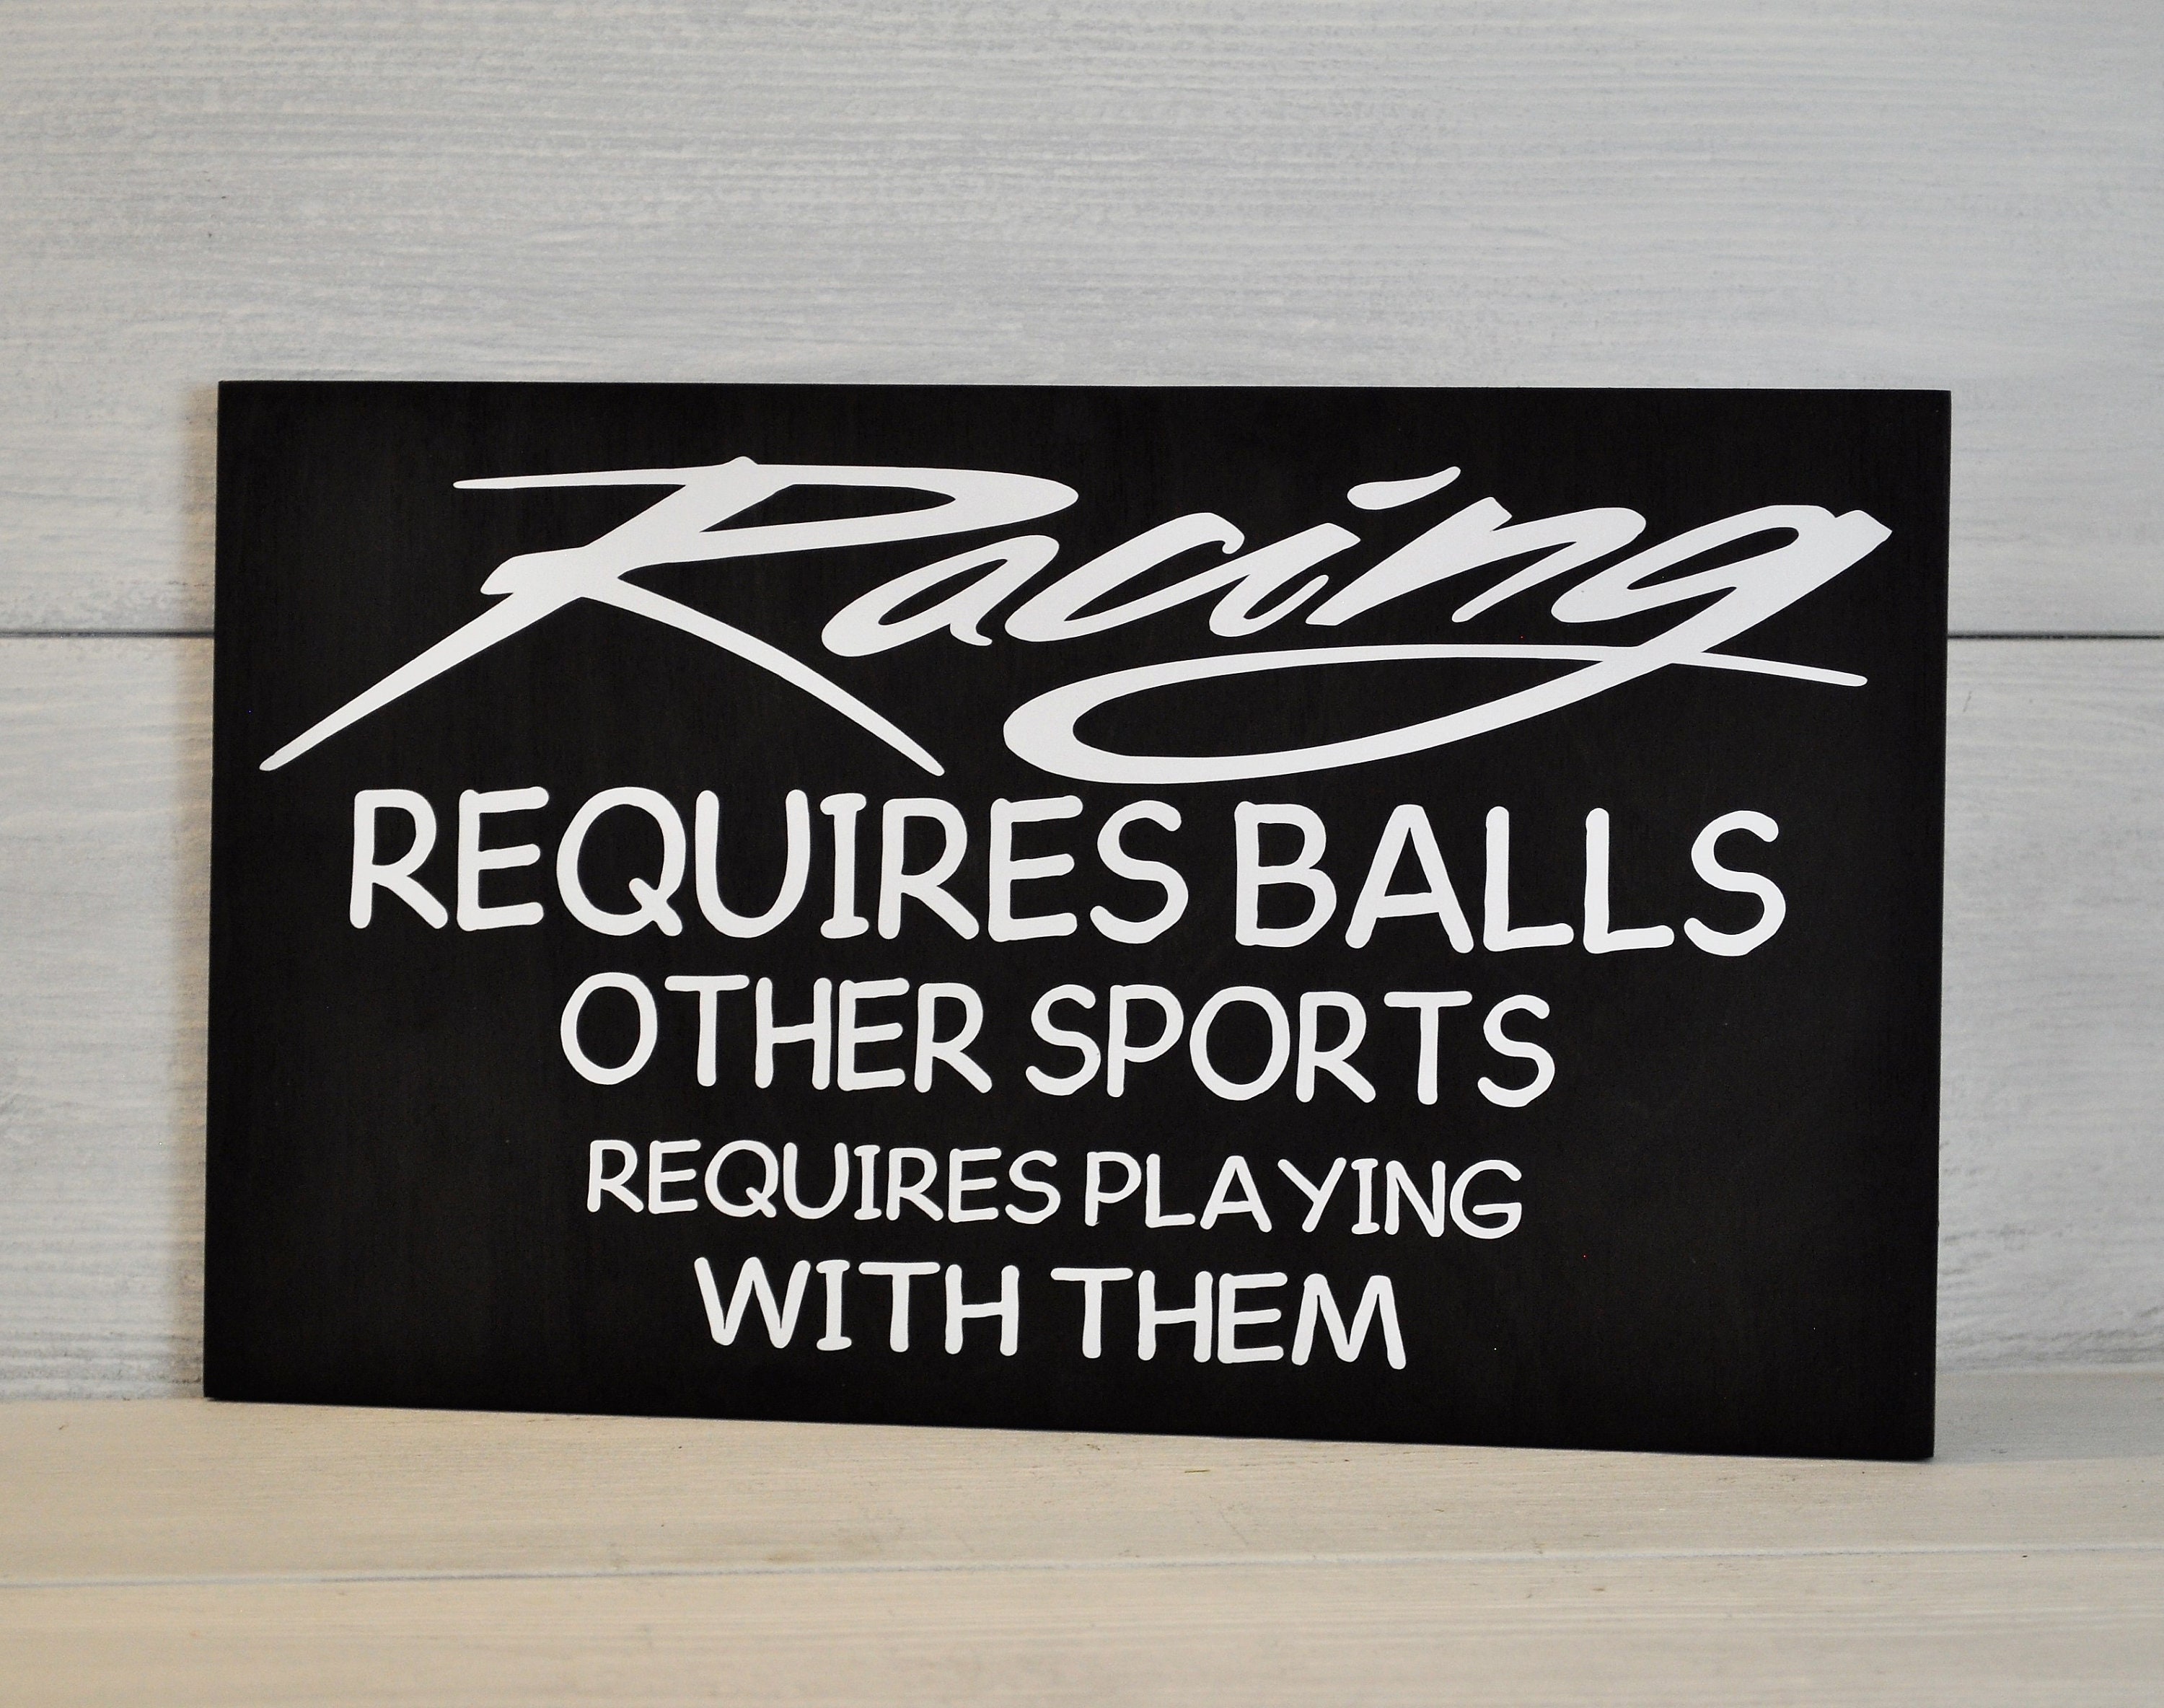 Racing
REQUIRES BALLS
OTHER SPORTS
REQUIRES PLAYING
WITH THEM